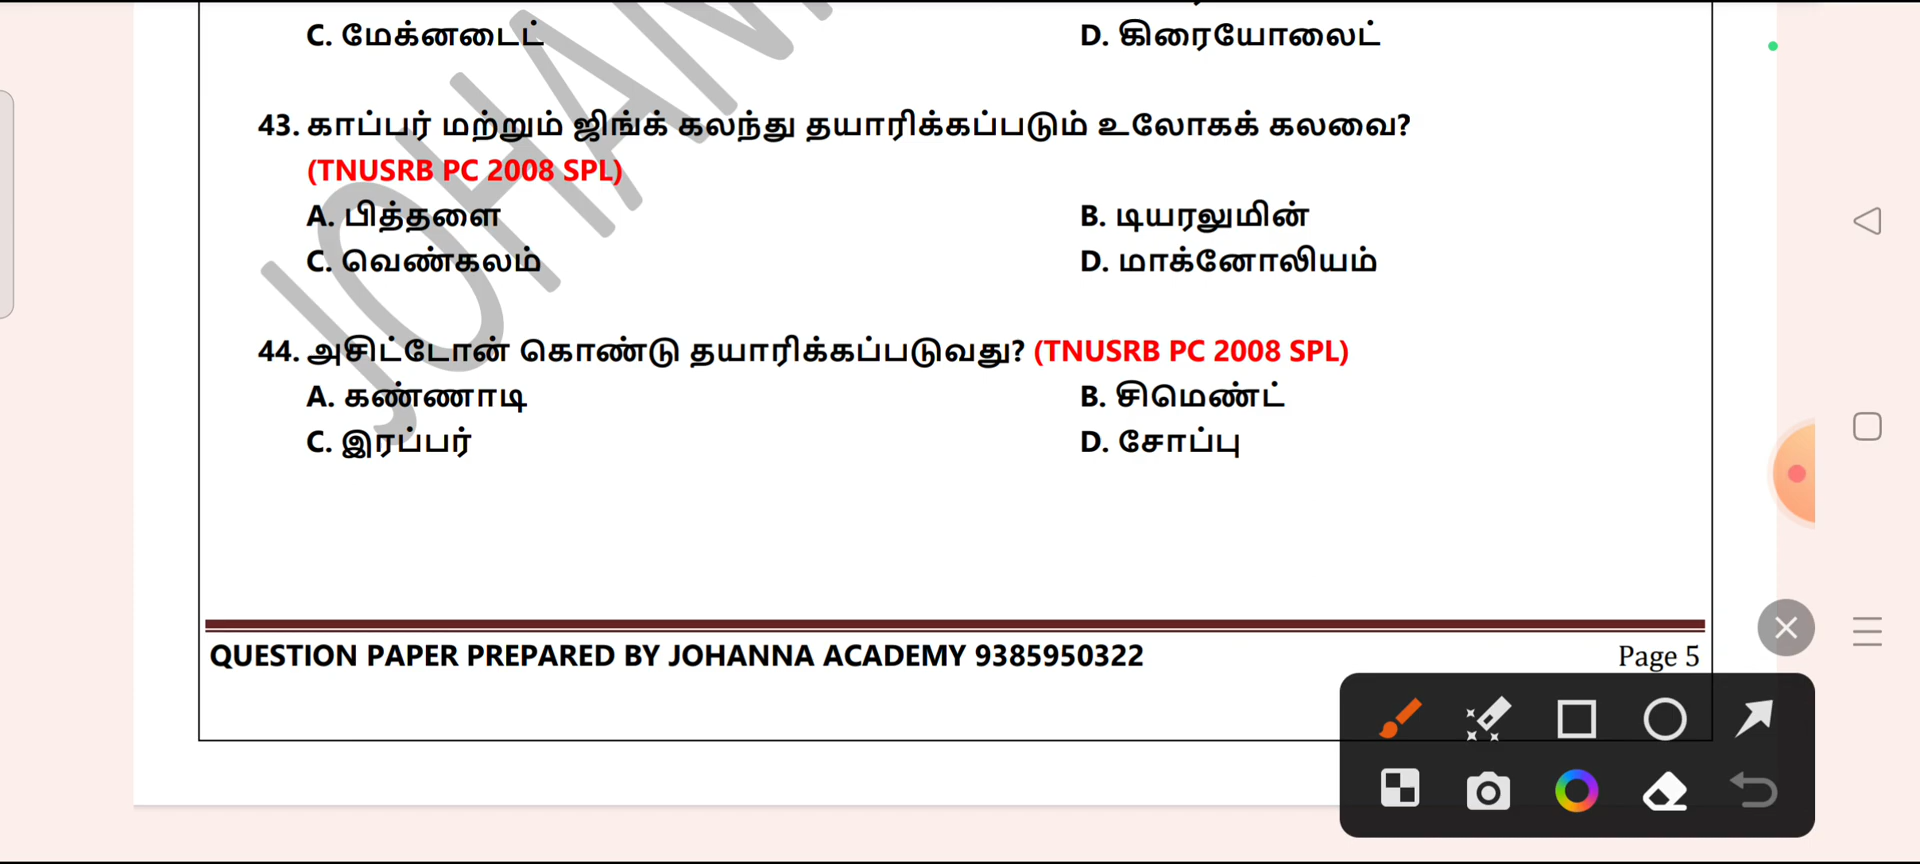 C. மேக்னடைட் D. கிரையோலைட்
43. காப்பர் மற்றும் ஜிங்க் கலந்து தயாரிக்கப்படும் உலோகக் கலவை?
(TNUSRB PC 2008 SPL)
A. பித்தளை B. டியரலுமின்
C. வெண்கலம் D. மாக்னோலியம்
44. அசிட்டோன் கொண்டு தயாரிக்கப்படுவது? (TNUSRB PC 2008 SPL)
A. கண்ணாடி B. சிமெண்ட்
C. இரப்பர் D. சோப்பு
QUESTION PAPER PREPARED BY JOHANNA ACADEMY 9385950322 Page 5